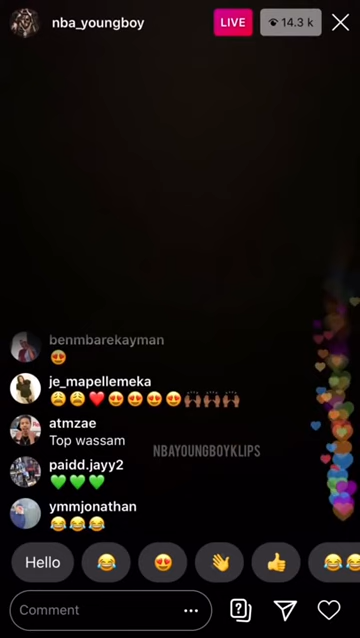 nba_youngboy
LIVE
14.3 k
benmbarekayman
😍
je_mapellemeka
😩😩❤️😍😍😍😍🙌🏾🙌🏾🙌🏾
atmzae
Top wassam
NBAYOUNGBOYKLIPS
paidd.jayy2
💚💚💚
ymmjonathan
😂😂😂
Hello 😂 😍 👋 👍 😂😂
Comment ...